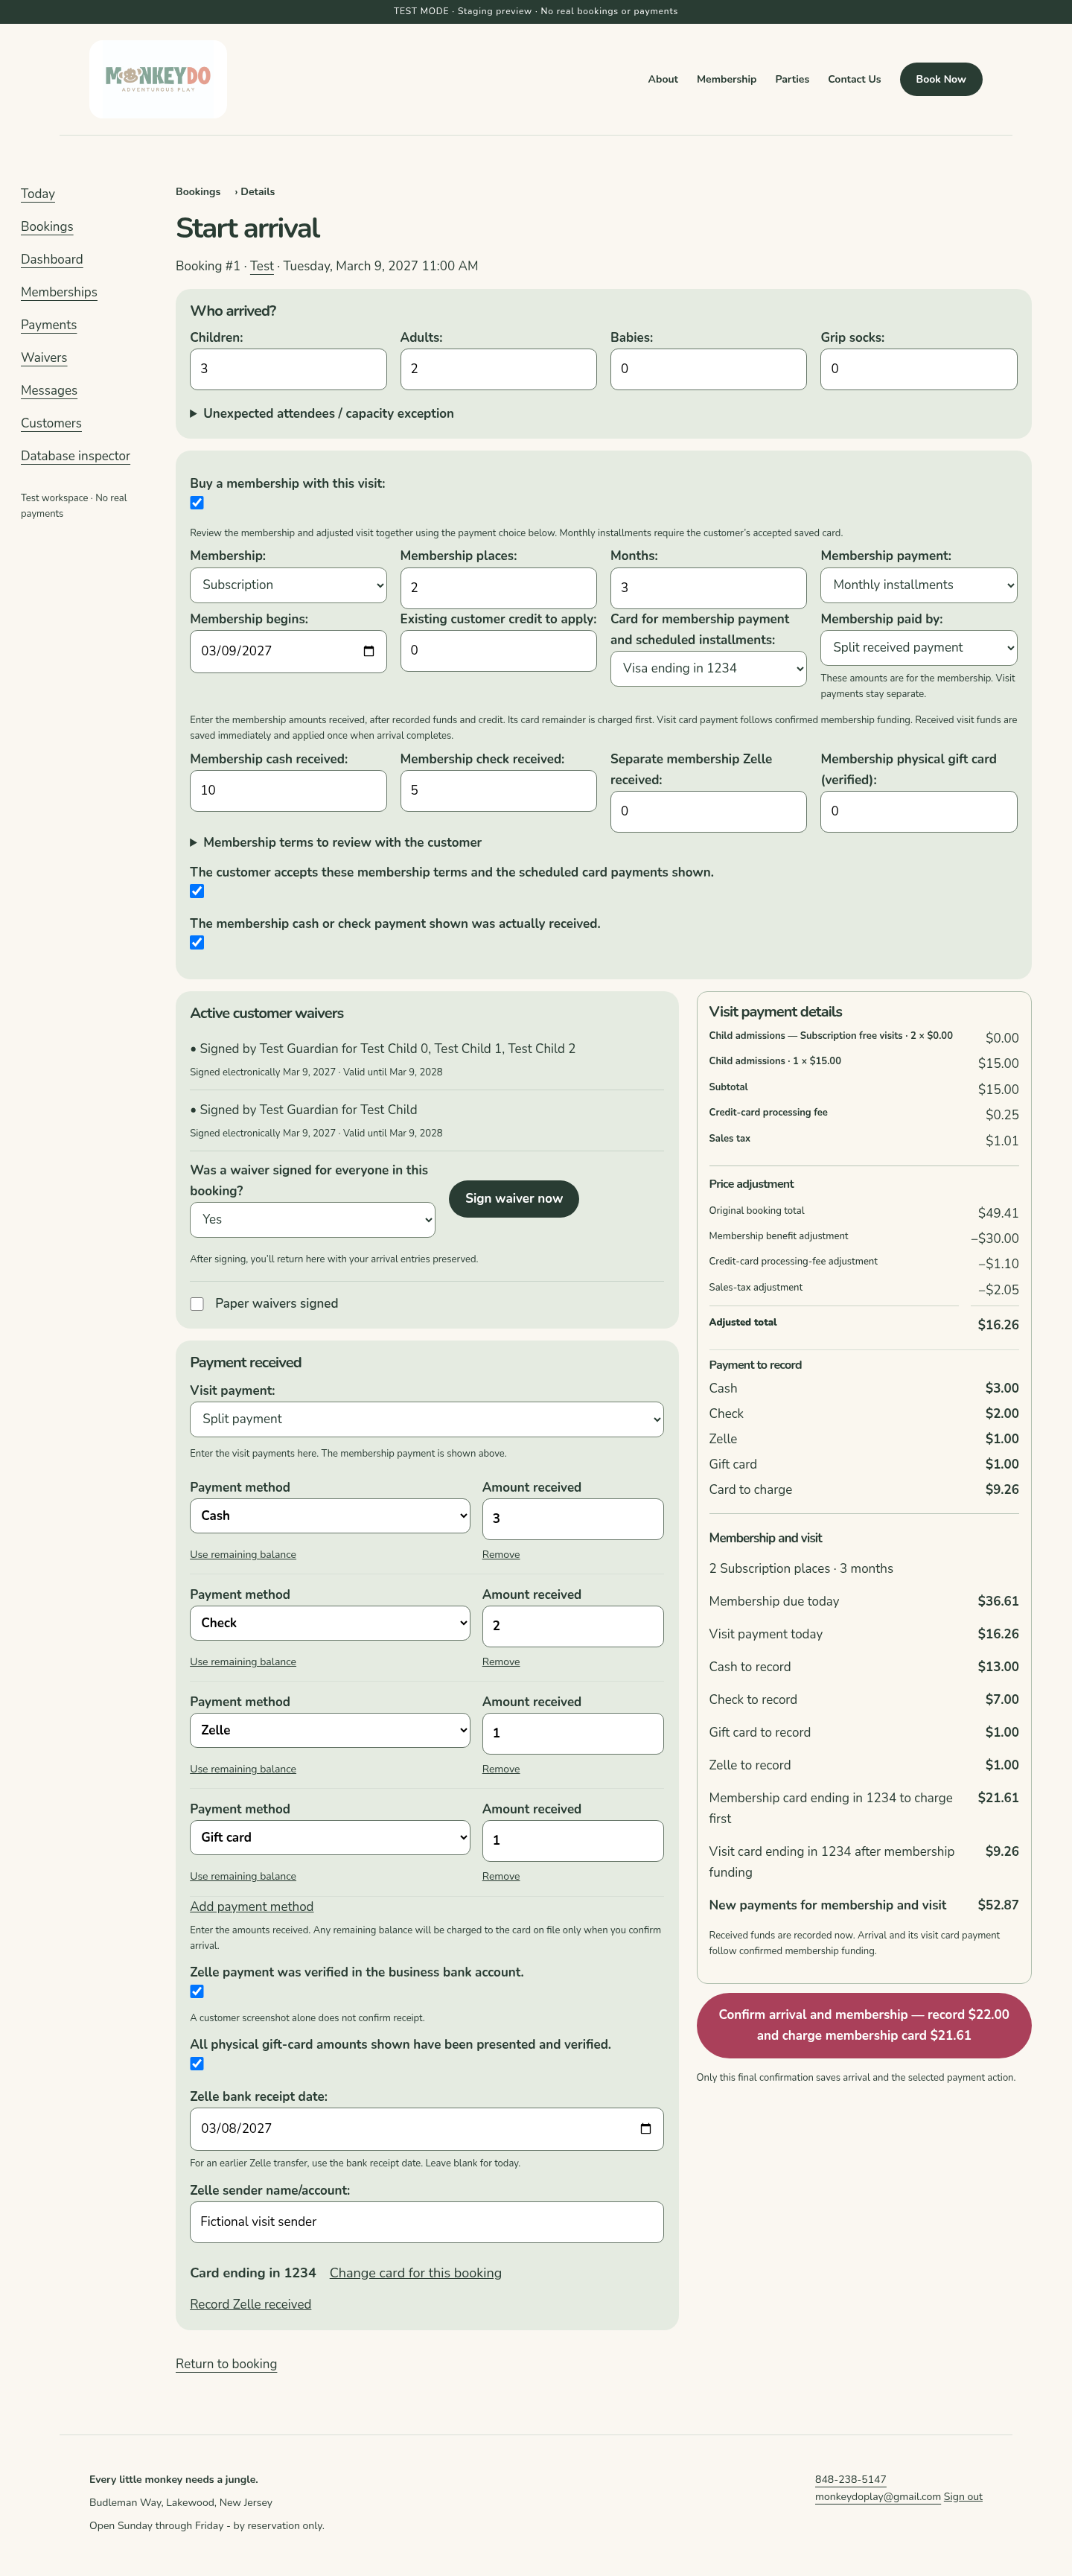 TEST MODE · Staging preview · No real bookings or payments
MONKEYDO
ADVENTUROUS PLAY
About Membership Parties Contact Us Book Now
Today
Bookings
Dashboard
Memberships
Payments
Waivers
Messages
Customers
Database inspector
Test workspace · No real
payments
Bookings › Details
Start arrival
Booking #1 · Test · Tuesday, March 9, 2027 11:00 AM
Who arrived?
Children: Adults: Babies: Grip socks:
3 2 0 0
▶ Unexpected attendees / capacity exception
Buy a membership with this visit:
Review the membership and adjusted visit together using the payment choice below. Monthly installments require the customer’s accepted saved card.
Membership: Membership places: Months: Membership payment:
Subscription 2 3 Monthly installments
Membership begins: Existing customer credit to apply: Card for membership payment Membership paid by:
and scheduled installments:
03/09/2027 0 Visa ending in 1234 Split received payment
These amounts are for the membership. Visit
payments stay separate.
Enter the membership amounts received, after recorded funds and credit. Its card remainder is charged first. Visit card payment follows confirmed membership funding. Received visit funds are
saved immediately and applied once when arrival completes.
Membership cash received: Membership check received: Separate membership Zelle Membership physical gift card
received: (verified):
10 5 0 0
▶ Membership terms to review with the customer
The customer accepts these membership terms and the scheduled card payments shown.
The membership cash or check payment shown was actually received.
Active customer waivers
• Signed by Test Guardian for Test Child 0, Test Child 1, Test Child 2
Signed electronically Mar 9, 2027 · Valid until Mar 9, 2028
• Signed by Test Guardian for Test Child
Signed electronically Mar 9, 2027 · Valid until Mar 9, 2028
Was a waiver signed for everyone in this
booking?
Yes
Sign waiver now
After signing, you’ll return here with your arrival entries preserved.
Paper waivers signed
Payment received
Visit payment:
Split payment
Enter the visit payments here. The membership payment is shown above.
Payment method Amount received
Cash 3
Use remaining balance Remove
Payment method Amount received
Check 2
Use remaining balance Remove
Payment method Amount received
Zelle 1
Use remaining balance Remove
Payment method Amount received
Gift card 1
Use remaining balance Remove
Add payment method
Enter the amounts received. Any remaining balance will be charged to the card on file only when you confirm
arrival.
Zelle payment was verified in the business bank account.
A customer screenshot alone does not confirm receipt.
All physical gift-card amounts shown have been presented and verified.
Zelle bank receipt date:
03/08/2027
For an earlier Zelle transfer, use the bank receipt date. Leave blank for today.
Zelle sender name/account:
Fictional visit sender
Card ending in 1234 Change card for this booking
Record Zelle received
Visit payment details
Child admissions — Subscription free visits · 2 × $0.00 $0.00
Child admissions · 1 × $15.00 $15.00
Subtotal $15.00
Credit-card processing fee $0.25
Sales tax $1.01
Price adjustment
Original booking total $49.41
Membership benefit adjustment −$30.00
Credit-card processing-fee adjustment −$1.10
Sales-tax adjustment −$2.05
Adjusted total $16.26
Payment to record
Cash $3.00
Check $2.00
Zelle $1.00
Gift card $1.00
Card to charge $9.26
Membership and visit
2 Subscription places · 3 months
Membership due today $36.61
Visit payment today $16.26
Cash to record $13.00
Check to record $7.00
Gift card to record $1.00
Zelle to record $1.00
Membership card ending in 1234 to charge $21.61
first
Visit card ending in 1234 after membership $9.26
funding
New payments for membership and visit $52.87
Received funds are recorded now. Arrival and its visit card payment
follow confirmed membership funding.
Confirm arrival and membership — record $22.00
and charge membership card $21.61
Only this final confirmation saves arrival and the selected payment action.
Return to booking
Every little monkey needs a jungle.
Budleman Way, Lakewood, New Jersey
Open Sunday through Friday - by reservation only.
848-238-5147
monkeydoplay@gmail.com Sign out